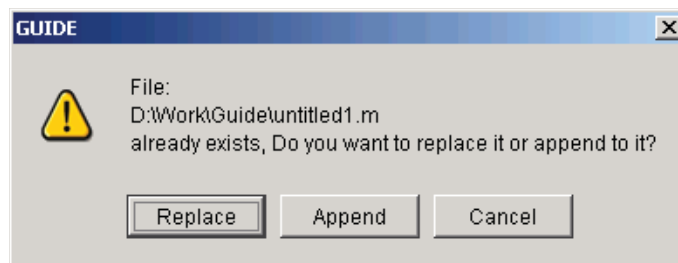 GUIDE
File:
D:\Work\Guide\untitled1.m
already exists, Do you want to replace it or append to it?
Replace Append Cancel